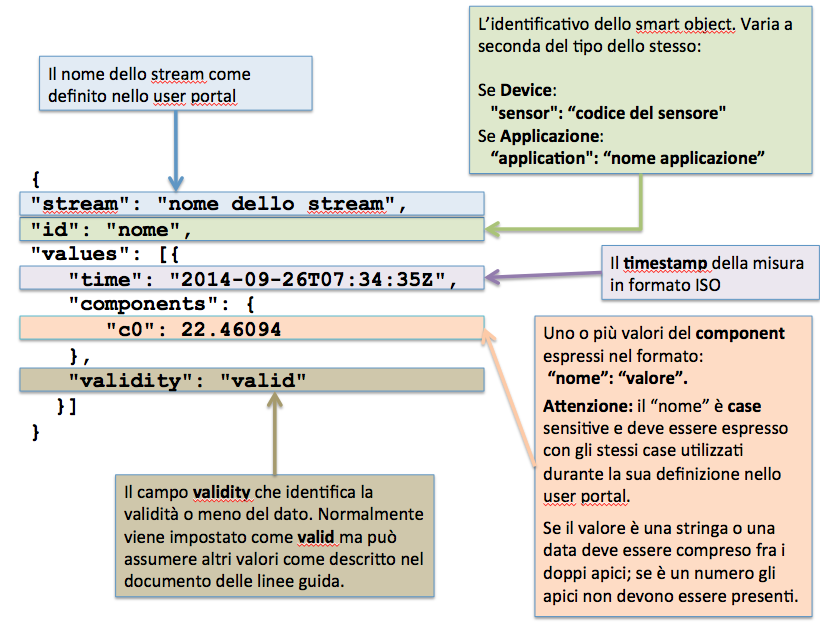 Il nome dello stream come
definito nello user portal
L’identificativo dello smart object. Varia a
seconda del tipo dello stesso:
Se Device:
"sensor": “codice del sensore"
Se Applicazione:
“application": “nome applicazione”
{
"stream": "nome dello stream",
"id": "nome",
"values": [{
"time": "2014-09-26T07:34:35Z",
"components": {
"c0": 22.46094
},
"validity": "valid"
}]
}
Il timestamp della misura
in formato ISO
Uno o più valori del component
espressi nel formato:
“nome”: “valore”.
Attenzione: il “nome” è case
sensitive e deve essere espresso
con gli stessi case utilizzati
durante la sua definizione nello
user portal.
Se il valore è una stringa o una
data deve essere compreso fra i
doppi apici; se è un numero gli
apici non devono essere presenti.
Il campo validity che identifica la
validità o meno del dato. Normalmente
viene impostato come valid ma può
assumere altri valori come descritto nel
documento delle linee guida.